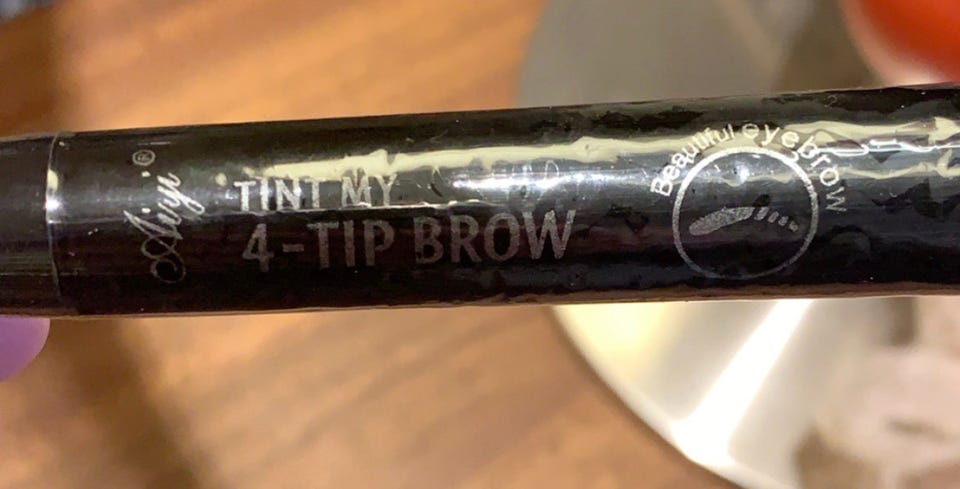 Aiyi®
TINT MY
4-TIP BROW
Beautiful eyebrow